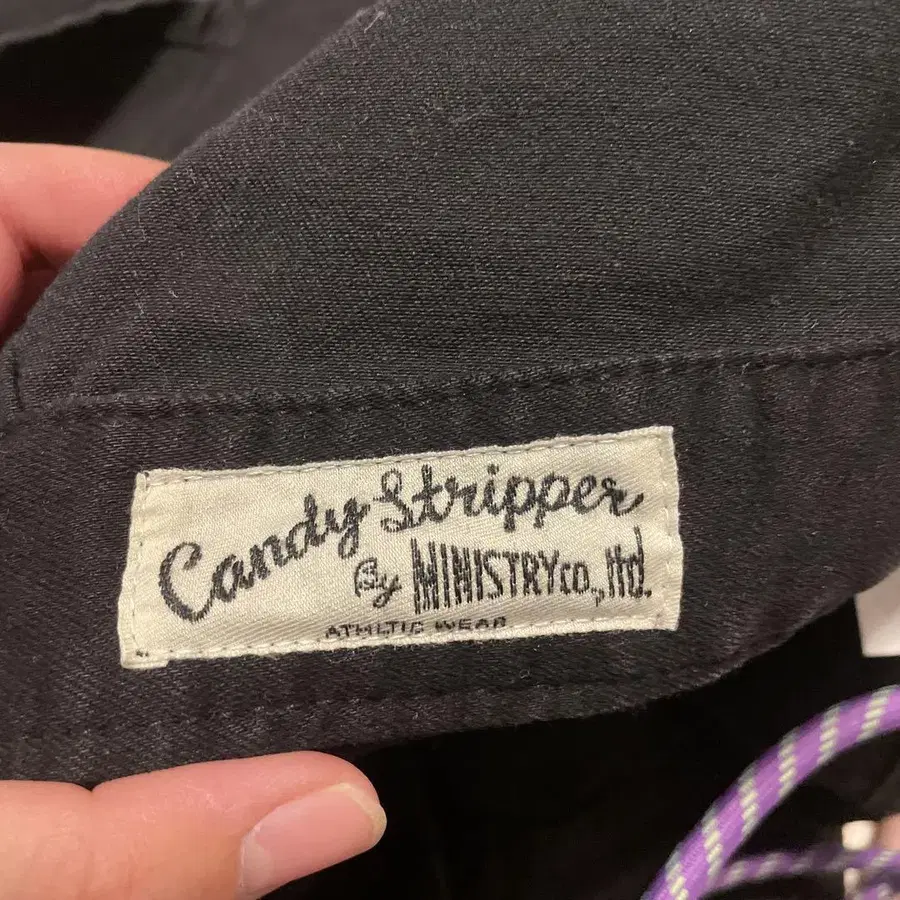 Candy Stripper
By MINISTRY CO., ltd.
ATHLTIC WEAR